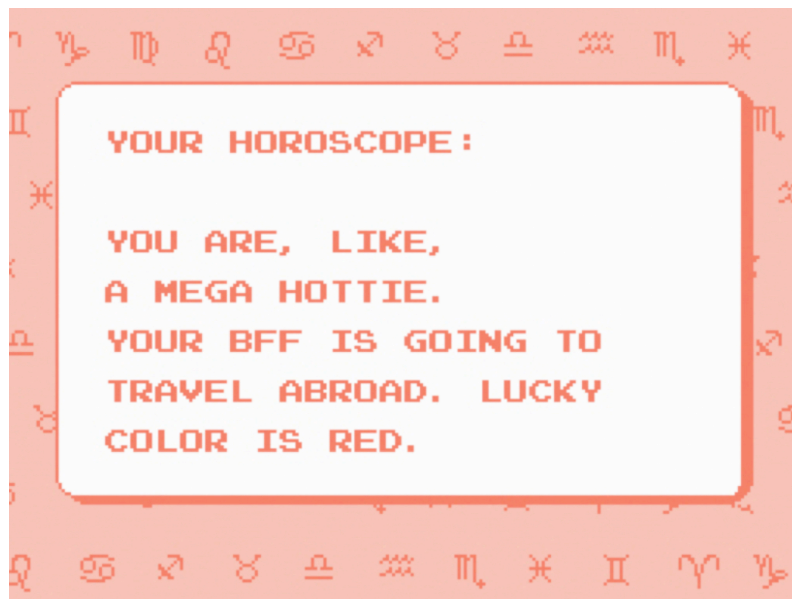 YOUR HOROSCOPE:
YOU ARE, LIKE,
A MEGA HOTTIE.
YOUR BFF IS GOING TO
TRAVEL ABROAD. LUCKY
COLOR IS RED.